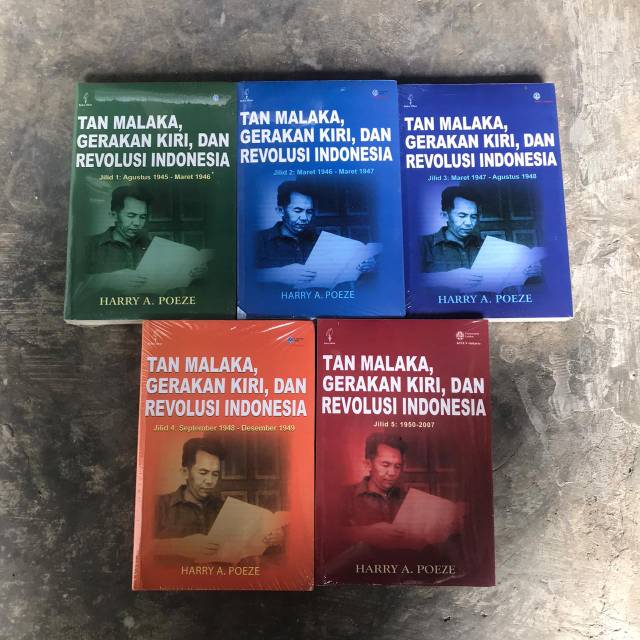 TAN MALAKA,
GERAKAN KIRI, DAN
REVOLUSI INDONESIA
Jilid 1: Agustus 1945 - Maret 1946
HARRY A. POEZE
TAN MALAKA,
GERAKAN KIRI, DAN
REVOLUSI INDONESIA
Jilid 2: Maret 1946 - Maret 1947
HARRY A. POEZE
TAN MALAKA,
GERAKAN KIRI, DAN
REVOLUSI INDONESIA
Jilid 3: Maret 1947 - Agustus 1948
HARRY A. POEZE
TAN MALAKA,
GERAKAN KIRI, DAN
REVOLUSI INDONESIA
Jilid 4: September 1948 - Desember 1949
HARRY A. POEZE
TAN MALAKA,
GERAKAN KIRI, DAN
REVOLUSI INDONESIA
Jilid 5: 1950-2007
HARRY A. POEZE